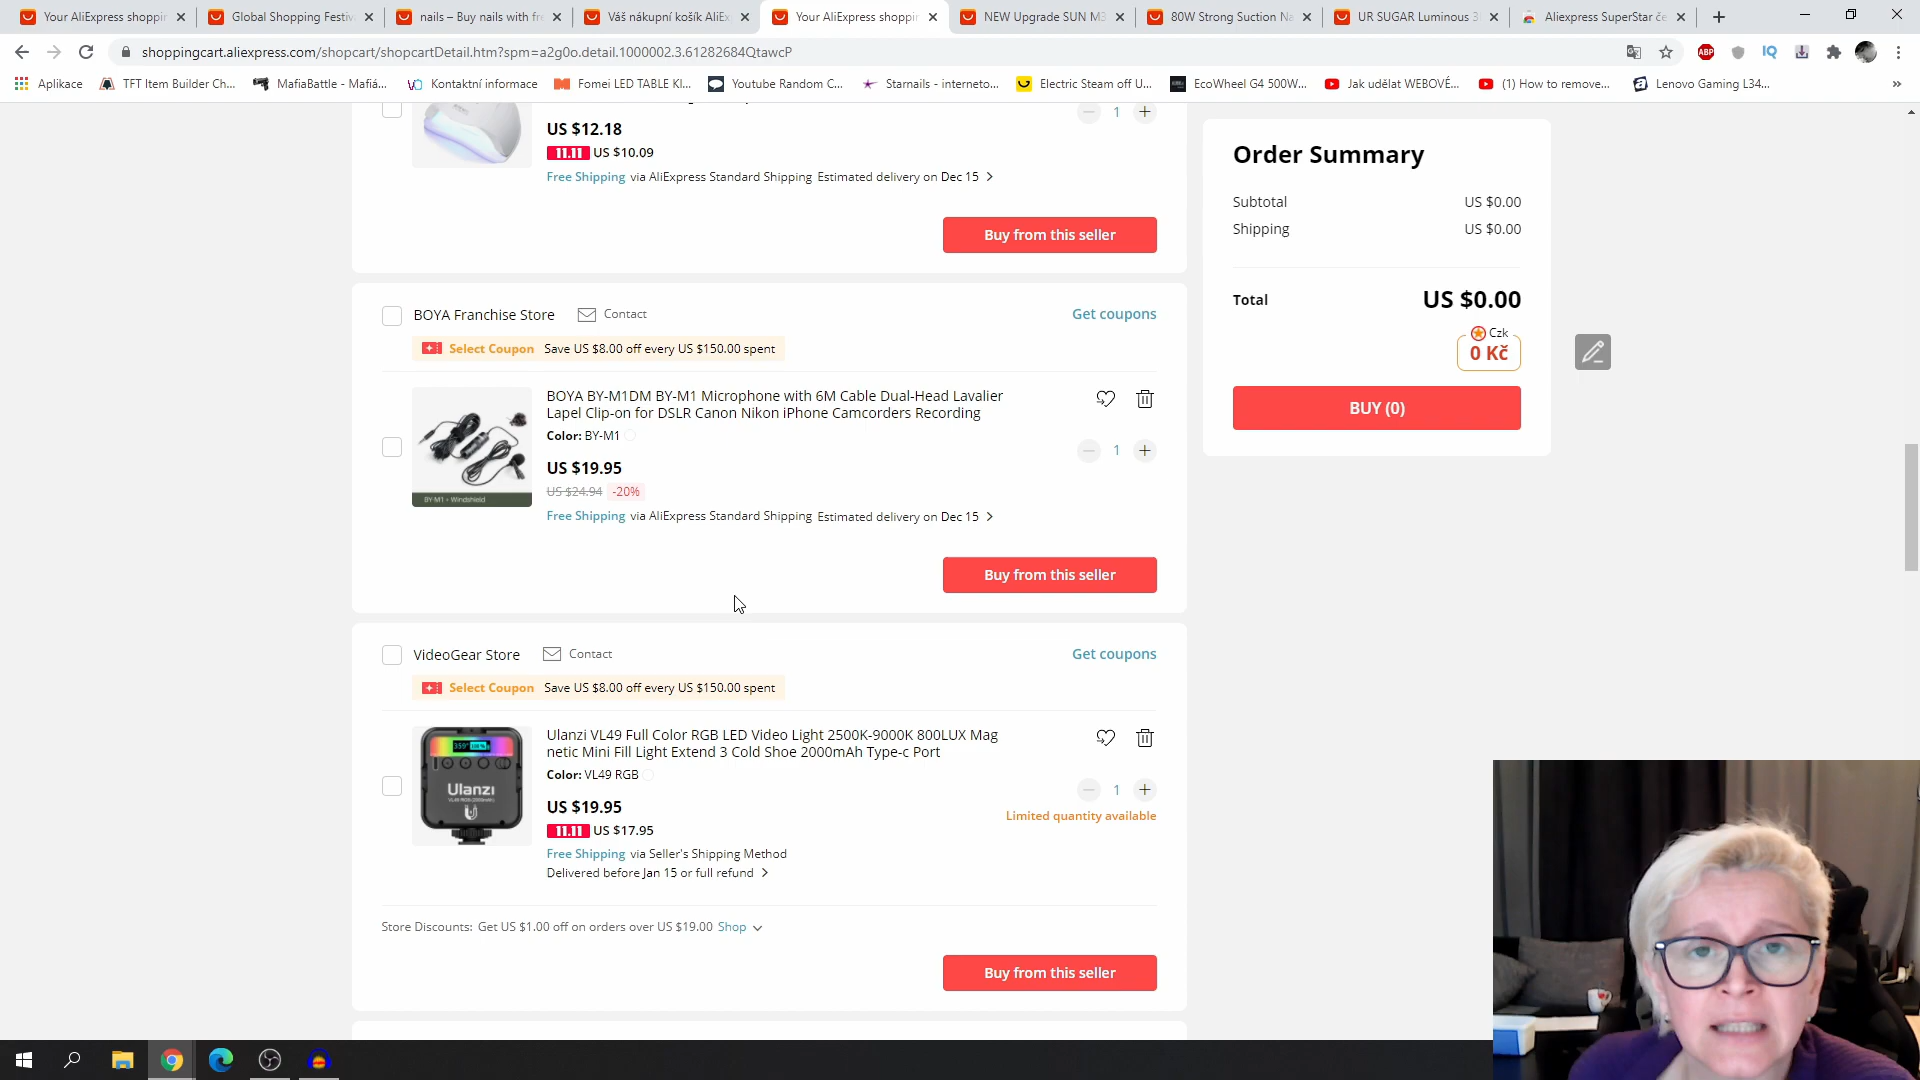 Your AliExpress shoppin
Global Shopping Festiv
nails – Buy nails with fre
Váš nákupní košík AliEx
Your AliExpress shoppin
NEW Upgrade SUN M3
80W Strong Suction Na
UR SUGAR Luminous 3
Aliexpress SuperStar če
shoppingcart.aliexpress.com/shopcart/shopcartDetail.htm?spm=a2g0o.detail.1000002.3.61282684QtawcP
ABP
IQ
Aplikace
TFT Item Builder Ch...
MafiaBattle - Mafiá...
Kontaktní informace
Fomei LED TABLE Kl...
Youtube Random C...
Starnails - interneto...
Electric Steam off U...
EcoWheel G4 500W...
Jak udělat WEBOVÉ...
(1) How to remove...
Lenovo Gaming L34...
»
1
US $12.18
11.11 US $10.09
Free Shipping via AliExpress Standard Shipping Estimated delivery on Dec 15
Buy from this seller
BOYA Franchise Store
Contact
Get coupons
Select Coupon Save US $8.00 off every US $150.00 spent
BOYA BY-M1DM BY-M1 Microphone with 6M Cable Dual-Head Lavalier
Lapel Clip-on for DSLR Canon Nikon iPhone Camcorders Recording
Color: BY-M1
1
US $19.95
US $24.94 -20%
BY-M1 + Windshield
Free Shipping via AliExpress Standard Shipping Estimated delivery on Dec 15
Buy from this seller
VideoGear Store
Contact
Get coupons
Select Coupon Save US $8.00 off every US $150.00 spent
Ulanzi VL49 Full Color RGB LED Video Light 2500K-9000K 800LUX Mag
netic Mini Fill Light Extend 3 Cold Shoe 2000mAh Type-c Port
Color: VL49 RGB
1
Ulanzi
US $19.95
Limited quantity available
11.11 US $17.95
Free Shipping via Seller's Shipping Method
Delivered before Jan 15 or full refund
Store Discounts: Get US $1.00 off on orders over US $19.00 Shop
Buy from this seller
Order Summary
Subtotal US $0.00
Shipping US $0.00
Total US $0.00
Czk
0 Kč
BUY (0)